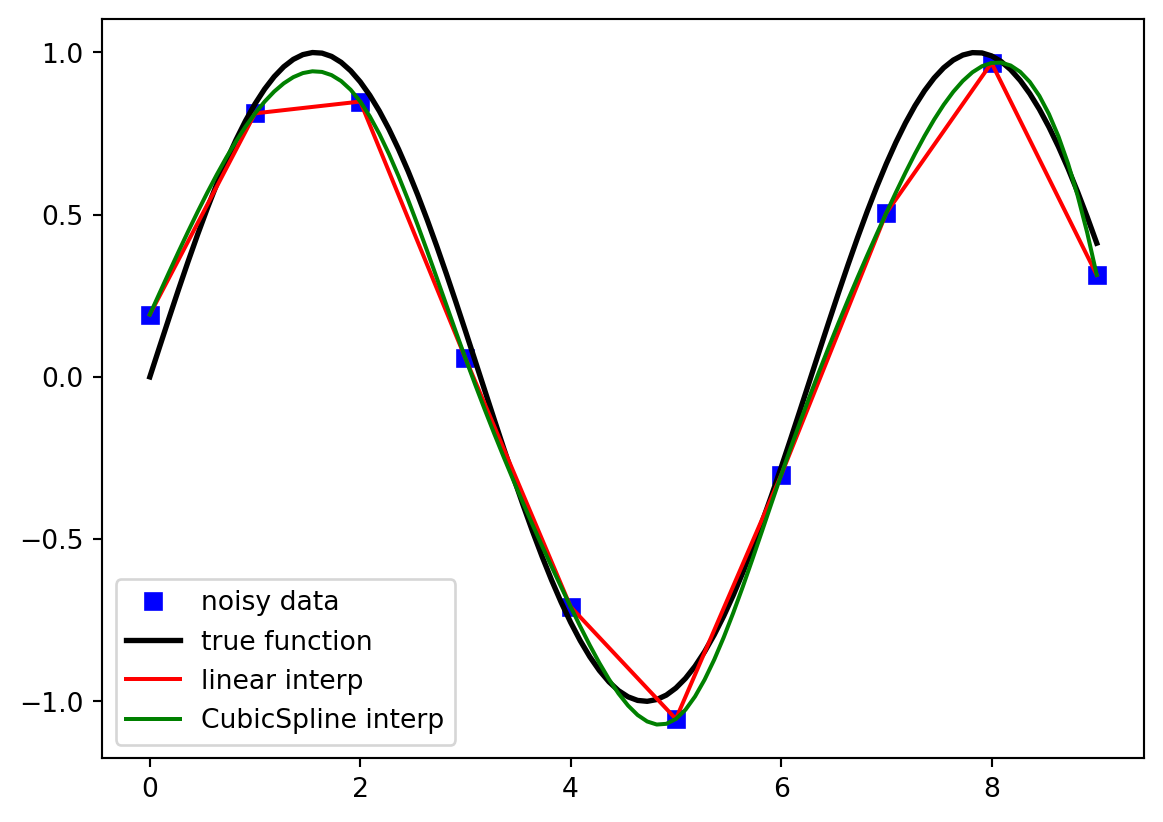 1.0
0.5
0.0
−0.5
−1.0
noisy data
true function
linear interp
CubicSpline interp
0 2 4 6 8